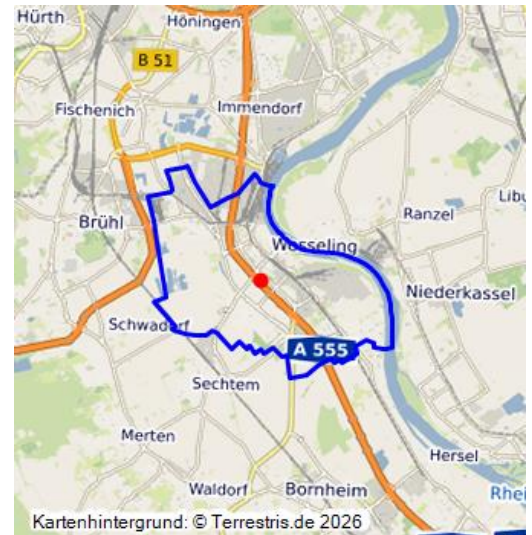 Hürth
Höningen
B 51
Fischenich
Immendorf
Brühl
Ranzel
Wesseling
Niederkassel
Schwadorf
A 555
Sechtem
Merten
Hersel
Waldorf
Bornheim
Kartenhintergrund: © Terrestris.de 2026